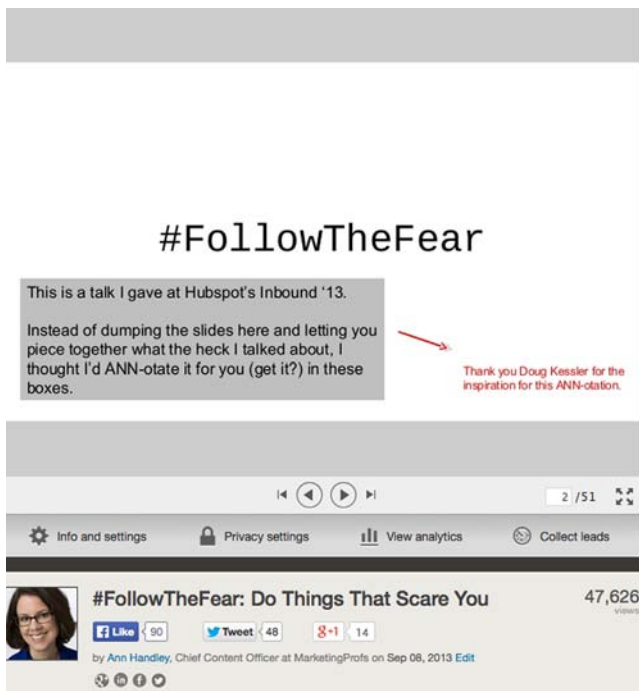 #FollowTheFear
This is a talk I gave at Hubspot's Inbound '13.
Instead of dumping the slides here and letting you
piece together what the heck I talked about, I
thought I'd ANN-otate it for you (get it?) in these
boxes.
Thank you Doug Kessler for the
inspiration for this ANN-otation.
2 /51
Info and settings
Privacy settings
View analytics
Collect leads
#FollowTheFear: Do Things That Scare You
47,626
views
Like 90 Tweet 48 8+1 14
by Ann Handley, Chief Content Officer at MarketingProfs on Sep 08, 2013 Edit